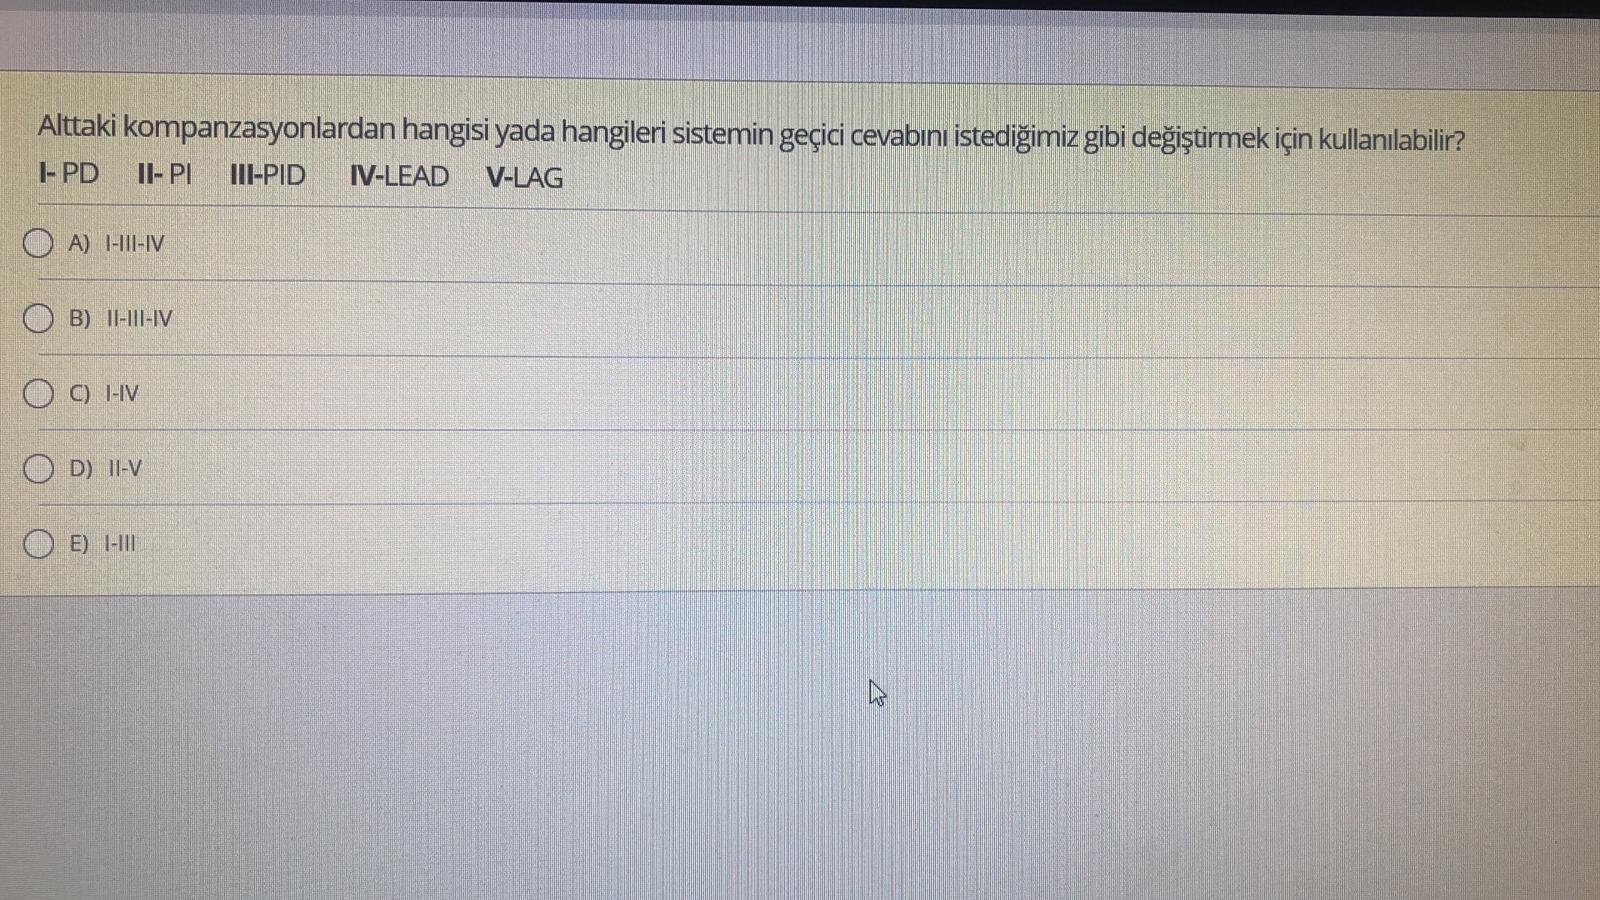 Alttaki kompanzasyonlardan hangisi yada hangileri sistemin geçici cevabını istediğimiz gibi değiştirmek için kullanılabilir?
I- PD II- PI III-PID IV-LEAD V-LAG
A) I-III-IV
B) II-III-IV
C) I-IV
D) II-V
E) I-III